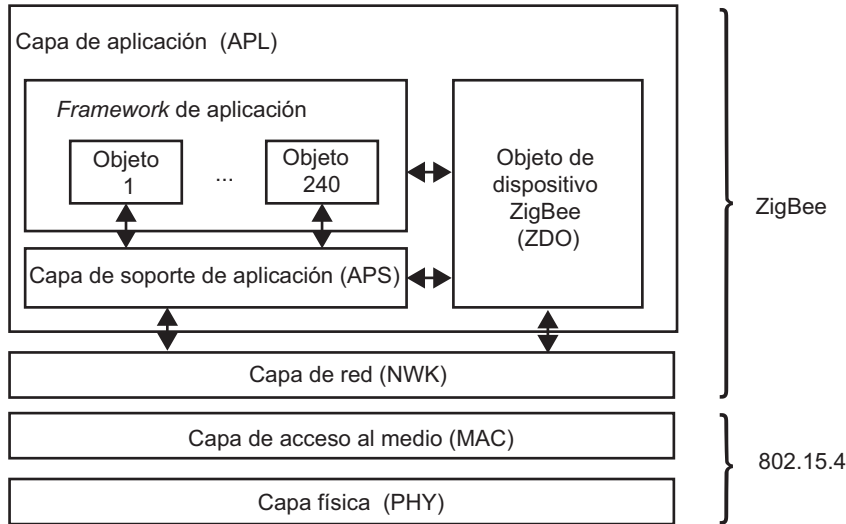 Capa de aplicación (APL)
Framework de aplicación
Objeto
1
...
Objeto
240
Objeto de
dispositivo
ZigBee
(ZDO)
ZigBee
Capa de soporte de aplicación (APS)
Capa de red (NWK)
Capa de acceso al medio (MAC)
802.15.4
Capa física (PHY)